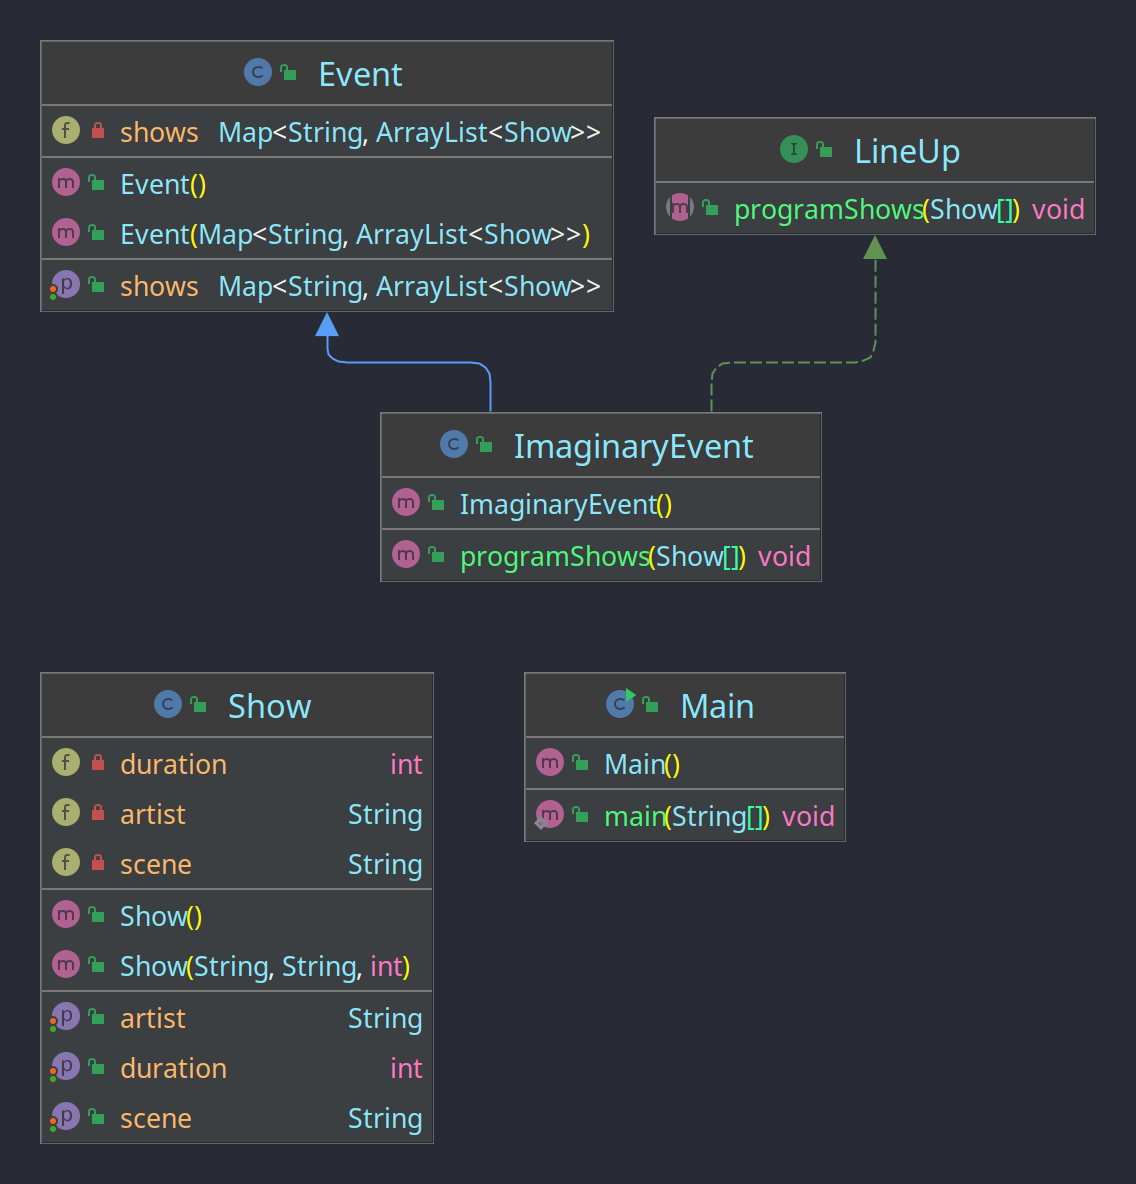 Event
shows Map<String, ArrayList<Show>>
Event()
Event(Map<String, ArrayList<Show>>)
shows Map<String, ArrayList<Show>>
LineUp
programShows(Show[]) void
ImaginaryEvent
ImaginaryEvent()
programShows(Show[]) void
Show
duration int
artist String
scene String
Show()
Show(String, String, int)
artist String
duration int
scene String
Main
Main()
main(String[]) void